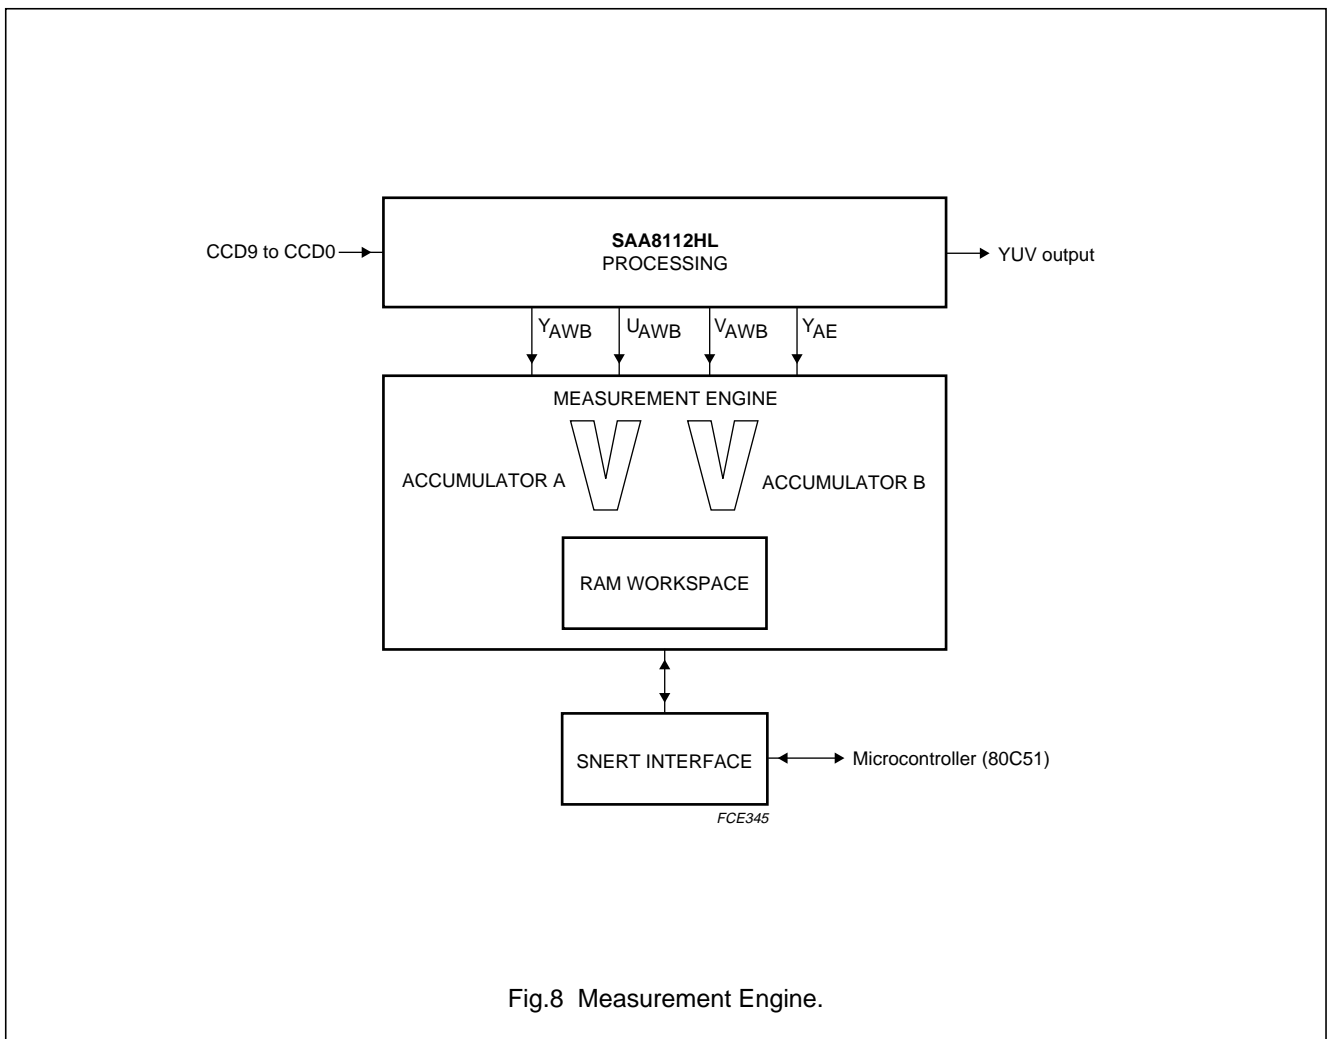 SAA8112HL
PROCESSING
CCD9 to CCD0
YUV output
YAWB UAWB VAWB YAE
MEASUREMENT ENGINE
ACCUMULATOR A
ACCUMULATOR B
RAM WORKSPACE
SNERT INTERFACE
Microcontroller (80C51)
FCE345
Fig.8 Measurement Engine.